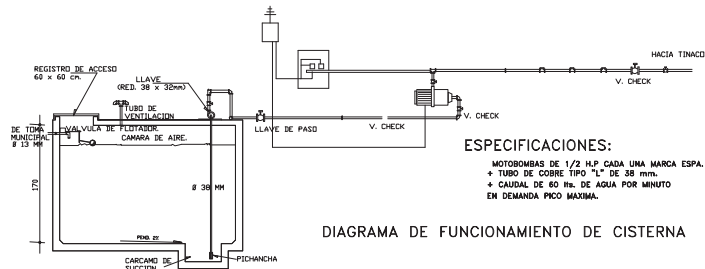 REGISTRO DE ACCESO
60 x 60 cm.
LLAVE
(RED. 38 x 32mm)
TUBO DE
VENTILACION
DE TOMA
MUNICIPAL
Ø 13 MM
VALVULA DE FLOTADOR.
CAMARA DE AIRE.
LLAVE DE PASO
V. CHECK
V. CHECK
V. CHECK
HACIA TINACO
170
Ø 38 MM
PEND. 2%
CARCAMO DE
SUCCION
PICHANCHA
ESPECIFICACIONES:
MOTOBOMBAS DE 1/2 H.P CADA UNA MARCA ESPA.
+ TUBO DE COBRE TIPO "L" DE 38 mm.
+ CAUDAL DE 60 lts. DE AGUA POR MINUTO
EN DEMANDA PICO MAXIMA.
DIAGRAMA DE FUNCIONAMIENTO DE CISTERNA